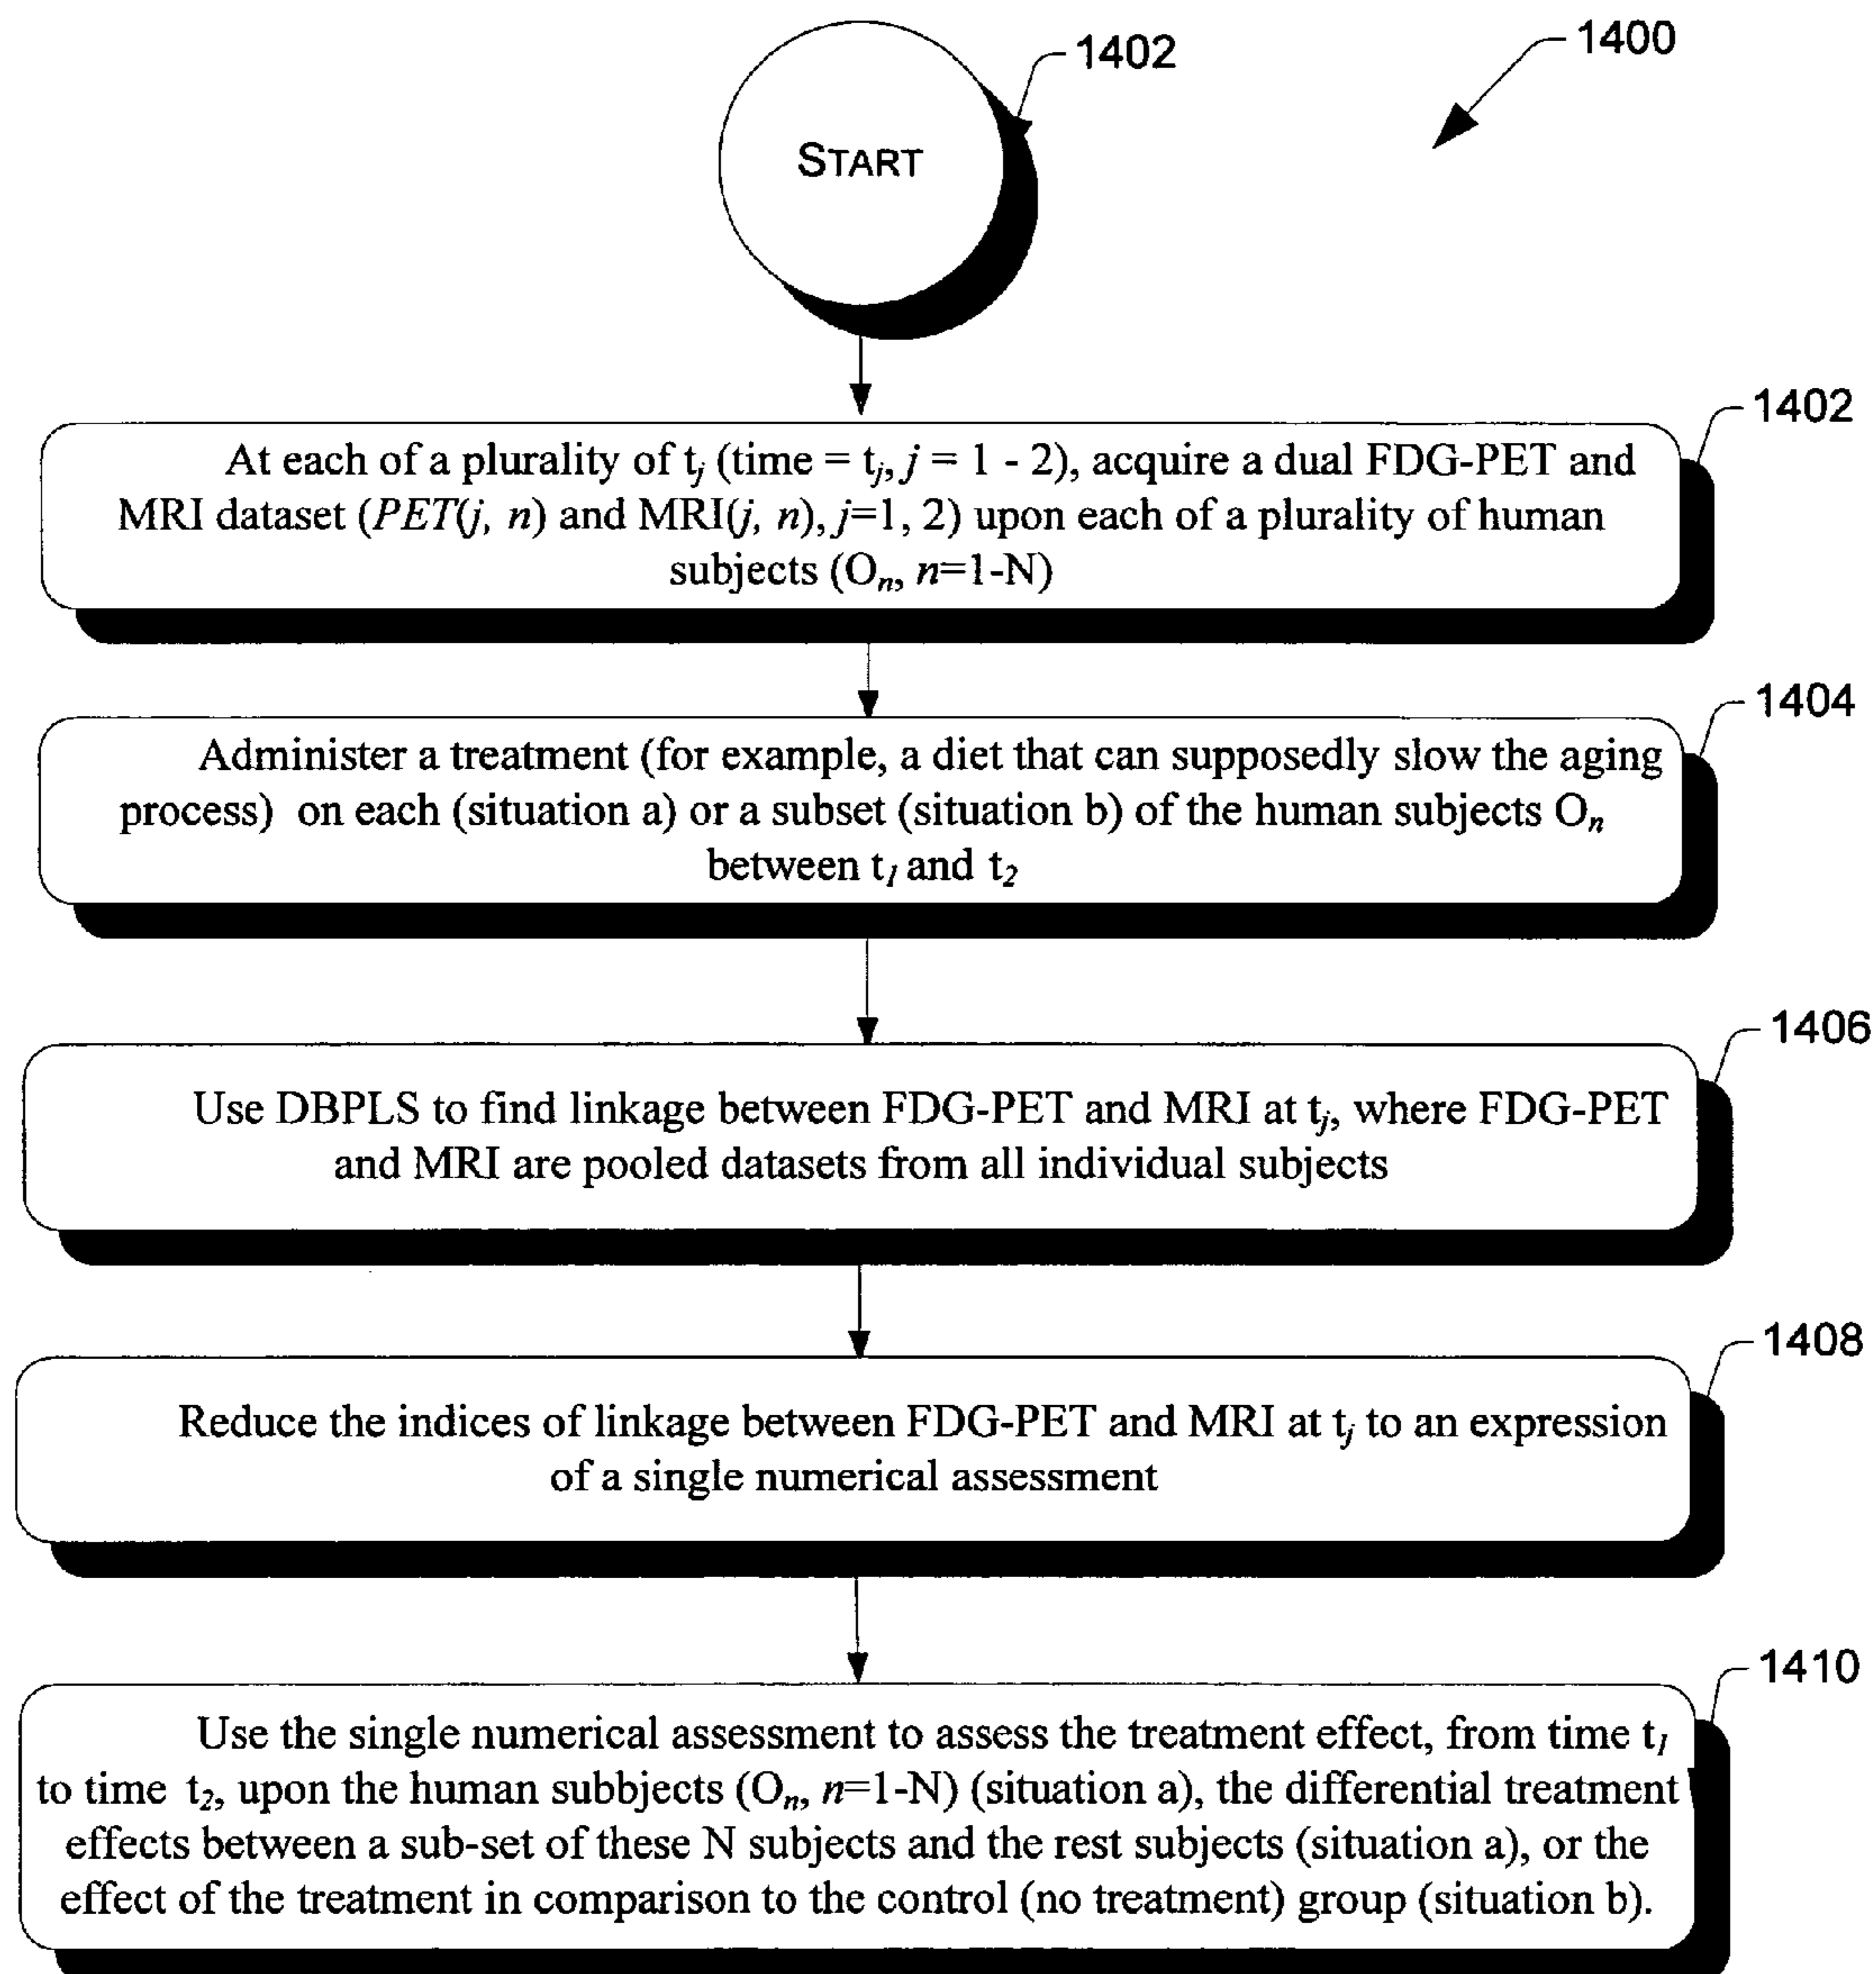 1402
1400
START
1402
At each of a plurality of tj (time = tj, j = 1 - 2), acquire a dual FDG-PET and
MRI dataset (PET(j, n) and MRI(j, n), j=1, 2) upon each of a plurality of human
subjects (On, n=1-N)
1404
Administer a treatment (for example, a diet that can supposedly slow the aging
process) on each (situation a) or a subset (situation b) of the human subjects On
between t1 and t2
1406
Use DBPLS to find linkage between FDG-PET and MRI at tj, where FDG-PET
and MRI are pooled datasets from all individual subjects
1408
Reduce the indices of linkage between FDG-PET and MRI at tj to an expression
of a single numerical assessment
1410
Use the single numerical assessment to assess the treatment effect, from time t1
to time t2, upon the human subbjects (On, n=1-N) (situation a), the differential treatment
effects between a sub-set of these N subjects and the rest subjects (situation a), or the
effect of the treatment in comparison to the control (no treatment) group (situation b).